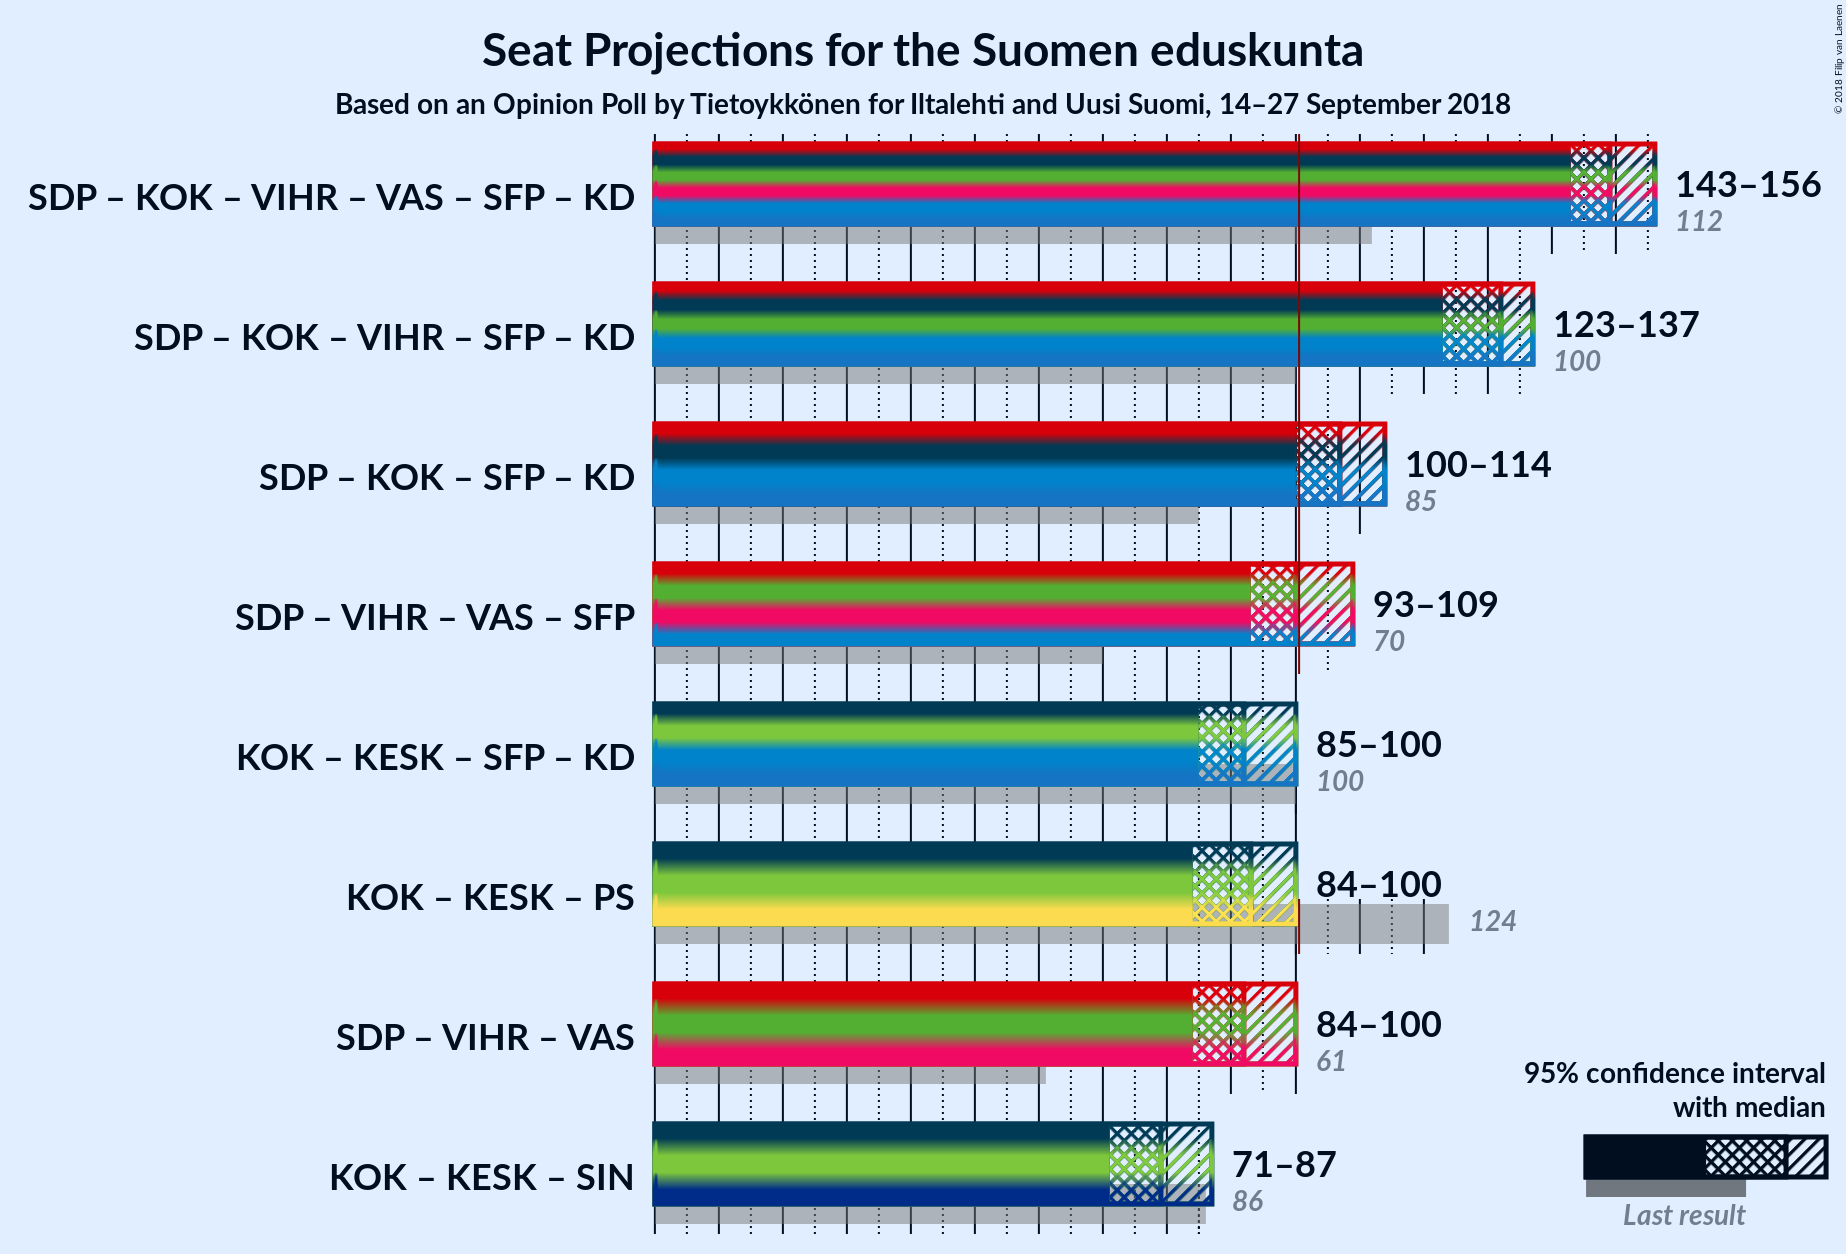 Seat Projections for the Suomen eduskunta
Based on an Opinion Poll by Tietoykkönen for Iltalehti and Uusi Suomi, 14–27 September 2018
© 2018 Filip van Laenen
SDP – KOK – VIHR – VAS – SFP – KD
143–156
112
SDP – KOK – VIHR – SFP – KD
123–137
100
SDP – KOK – SFP – KD
100–114
85
SDP – VIHR – VAS – SFP
93–109
70
KOK – KESK – SFP – KD
85–100
100
KOK – KESK – PS
84–100
124
SDP – VIHR – VAS
84–100
61
KOK – KESK – SIN
71–87
86
95% confidence interval
with median
Last result